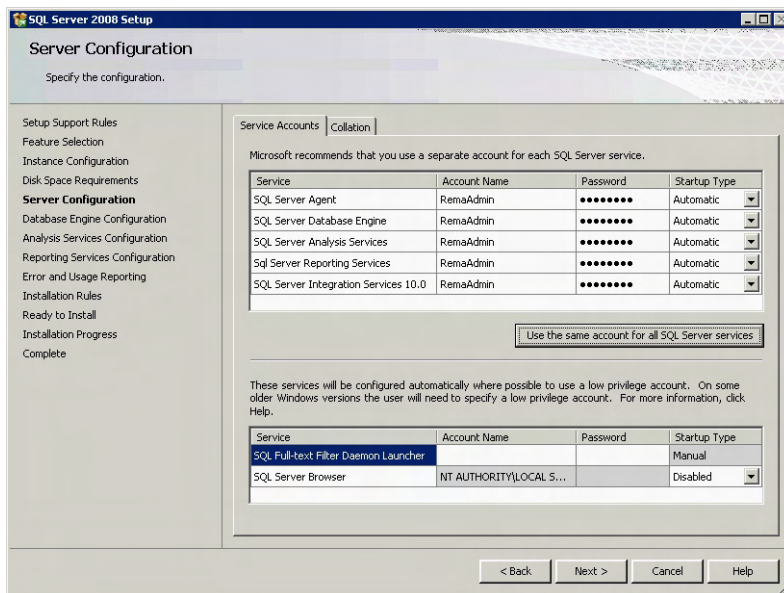 SQL Server 2008 Setup
Server Configuration
Specify the configuration.
Setup Support Rules
Feature Selection
Instance Configuration
Disk Space Requirements
Server Configuration
Database Engine Configuration
Analysis Services Configuration
Reporting Services Configuration
Error and Usage Reporting
Installation Rules
Ready to Install
Installation Progress
Complete
Service Accounts Collation
Microsoft recommends that you use a separate account for each SQL Server service.
Service Account Name Password Startup Type
SQL Server Agent RemaAdmin ●●●●●●●● Automatic
SQL Server Database Engine RemaAdmin ●●●●●●●● Automatic
SQL Server Analysis Services RemaAdmin ●●●●●●●● Automatic
Sql Server Reporting Services RemaAdmin ●●●●●●●● Automatic
SQL Server Integration Services 10.0 RemaAdmin ●●●●●●●● Automatic
Use the same account for all SQL Server services
These services will be configured automatically where possible to use a low privilege account. On some
older Windows versions the user will need to specify a low privilege account. For more information, click
Help.
Service Account Name Password Startup Type
SQL Full-text Filter Daemon Launcher Manual
SQL Server Browser NT AUTHORITY\LOCAL S... Disabled
< Back Next > Cancel Help